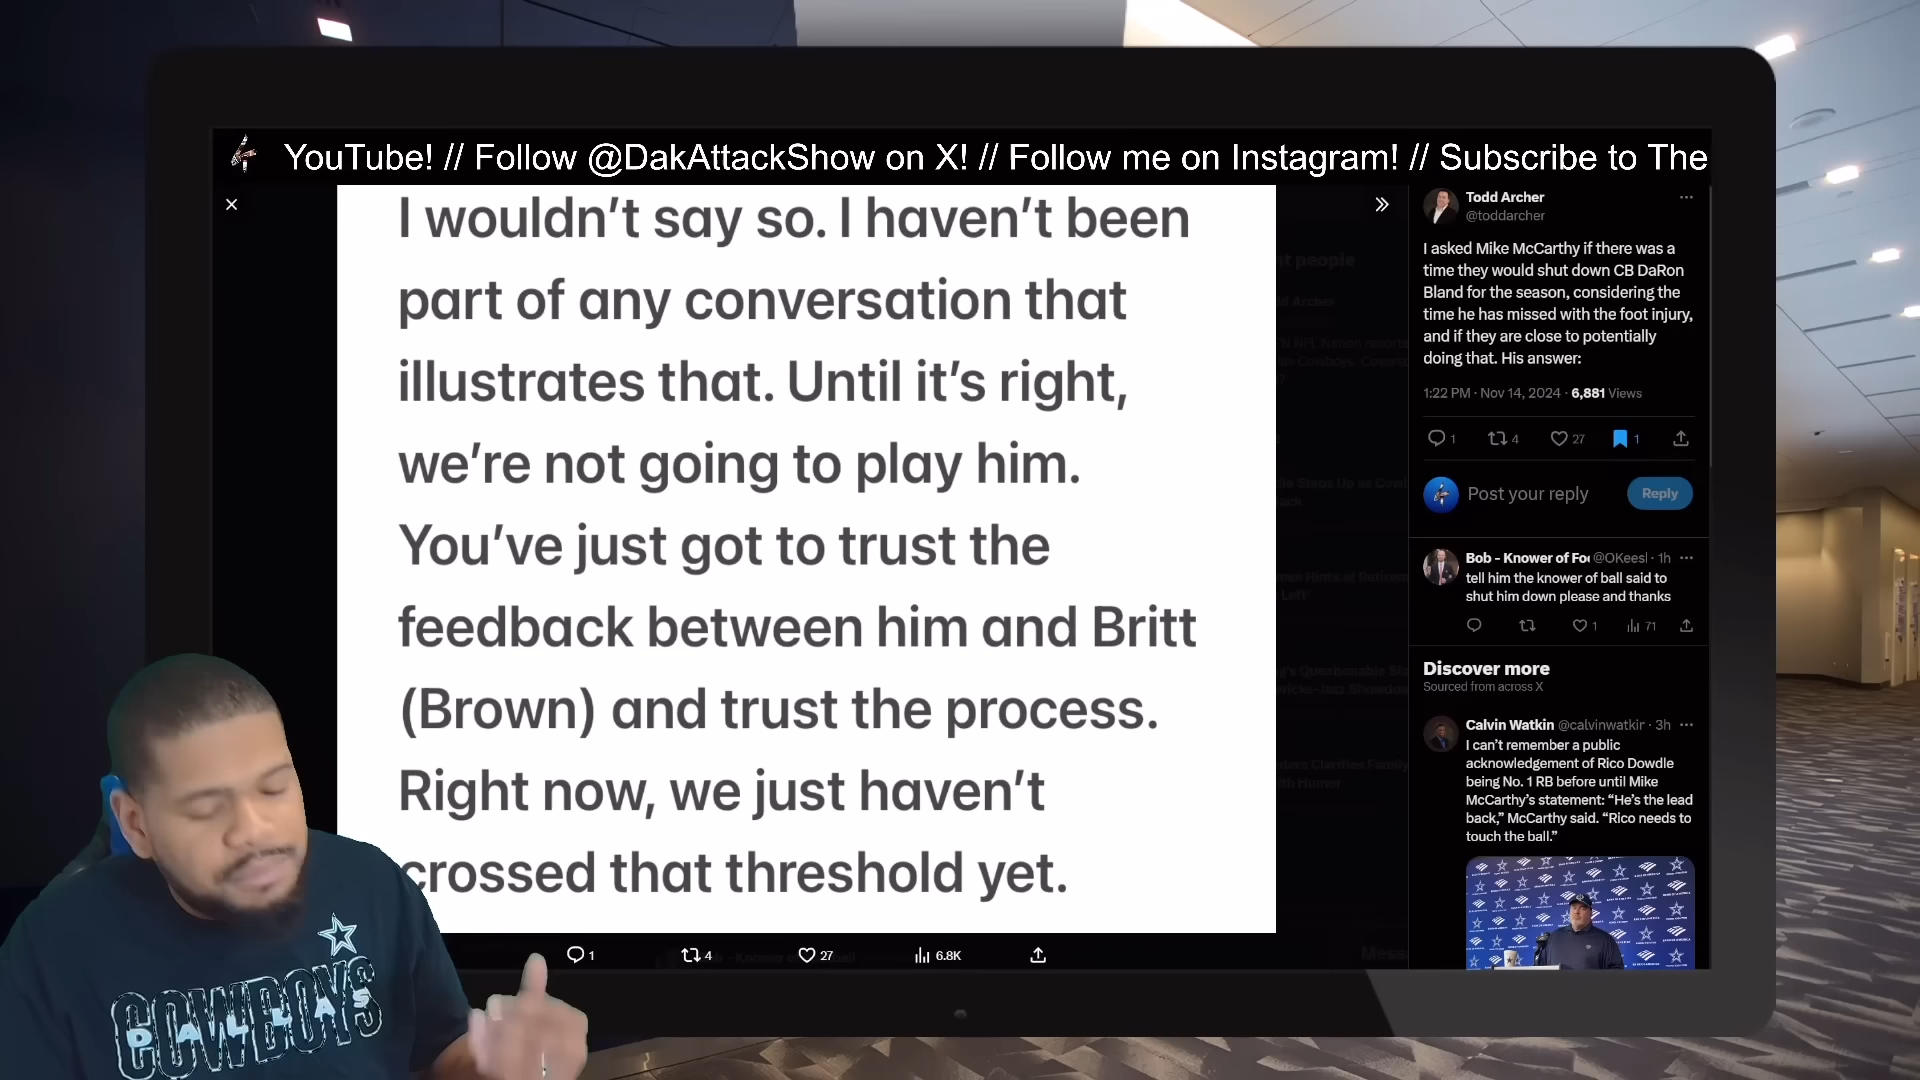 YouTube! // Follow @DakAttackShow on X! // Follow me on Instagram! // Subscribe to The
I wouldn’t say so. I haven’t been
part of any conversation that
illustrates that. Until it’s right,
we’re not going to play him.
You’ve just got to trust the
feedback between him and Britt
(Brown) and trust the process.
Right now, we just haven’t
crossed that threshold yet.
1
4
27
6.8K
Todd Archer
@toddarcher
I asked Mike McCarthy if there was a
time they would shut down CB DaRon
Bland for the season, considering the
time he has missed with the foot injury,
and if they are close to potentially
doing that. His answer:
1:22 PM · Nov 14, 2024 · 6,881 Views
1 4 27 1
Post your reply
Reply
Bob - Knower of Foo @OKeesl · 1h
tell him the knower of ball said to
shut him down please and thanks
1 71
Discover more
Sourced from across X
Calvin Watkin @calvinwatkir · 3h
I can’t remember a public
acknowledgement of Rico Dowdle
being No. 1 RB before until Mike
McCarthy’s statement: “He’s the lead
back,” McCarthy said. “Rico needs to
touch the ball.”
COWBOYS
DALLAS